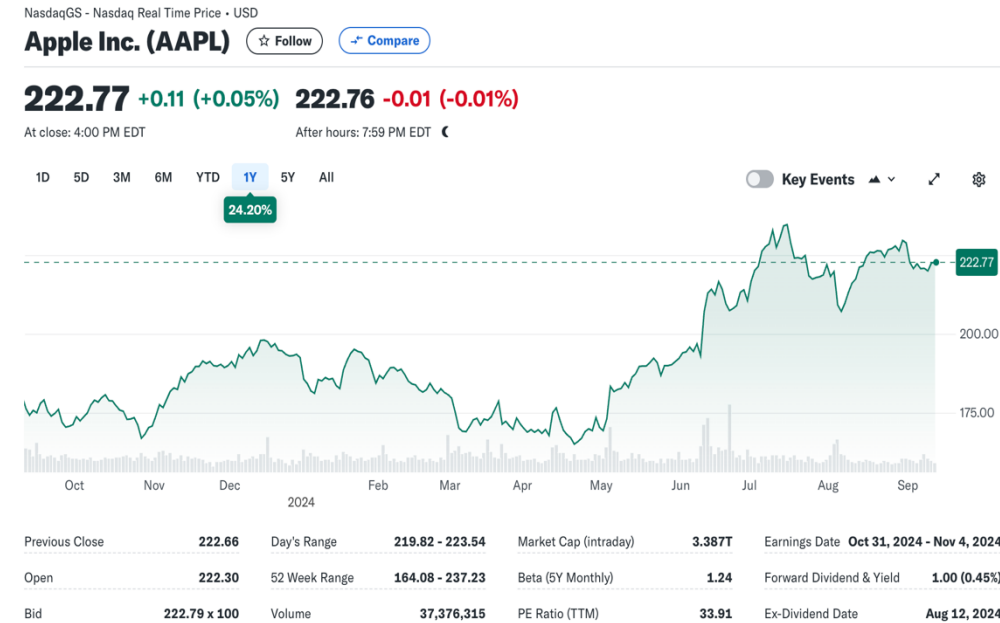 NasdaqGS - Nasdaq Real Time Price • USD
Apple Inc. (AAPL) Follow Compare
222.77 +0.11 (+0.05%) 222.76 -0.01 (-0.01%)
At close: 4:00 PM EDT After hours: 7:59 PM EDT
1D 5D 3M 6M YTD 1Y 5Y All Key Events
24.20%
222.77
200.00
175.00
Oct Nov Dec Feb Mar Apr May Jun Jul Aug Sep
2024
Previous Close 222.66 Day's Range 219.82 - 223.54 Market Cap (intraday) 3.387T Earnings Date Oct 31, 2024 - Nov 4, 2024
Open 222.30 52 Week Range 164.08 - 237.23 Beta (5Y Monthly) 1.24 Forward Dividend & Yield 1.00 (0.45%)
Bid 222.79 x 100 Volume 37,376,315 PE Ratio (TTM) 33.91 Ex-Dividend Date Aug 12, 2024